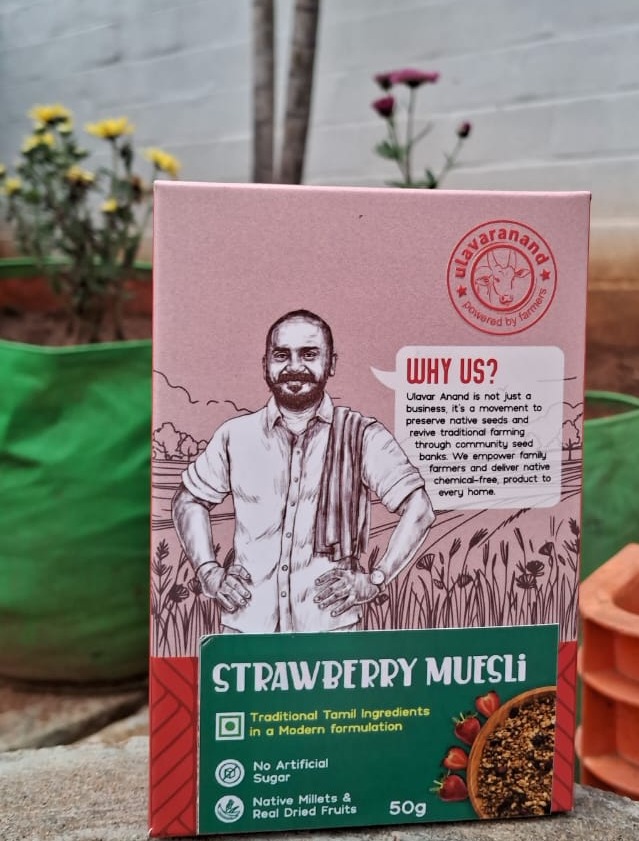 ulavaranand
powered by farmers
WHY US?
Ulavar Anand is not just a
business, it's a movement to
preserve native seeds and
revive traditional farming
through community seed
banks. We empower family
farmers and deliver native
chemical-free, product to
every home.
STRAWBERRY MUESLi
Traditional Tamil Ingredients
in a Modern formulation
No Artificial
Sugar
Native Millets &
Real Dried Fruits
50g